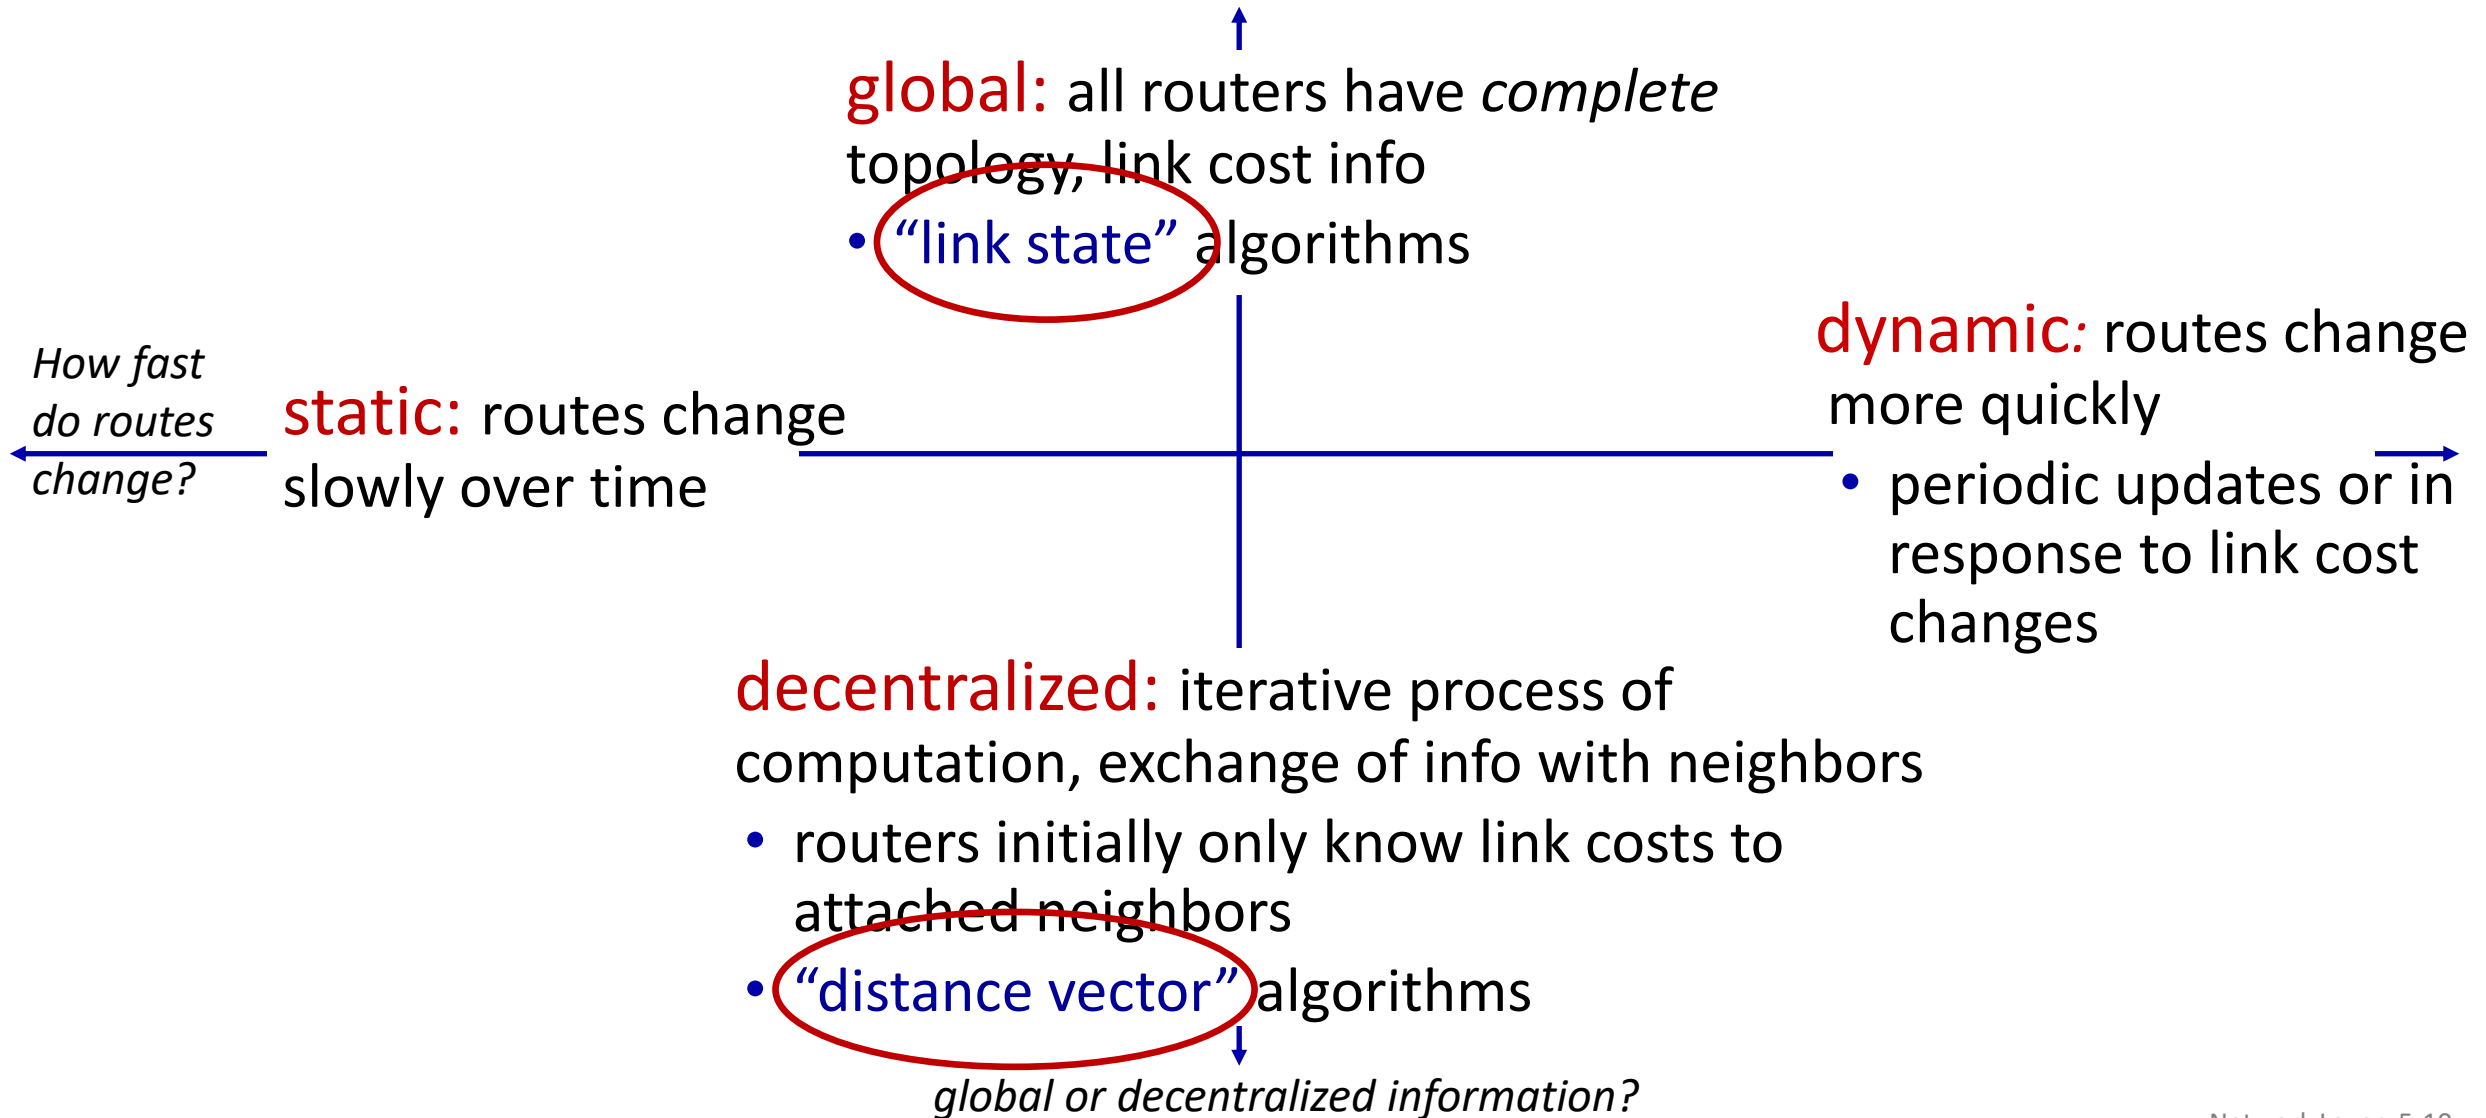 global: all routers have complete
topology, link cost info
• “link state” algorithms
How fast
do routes
change?
static: routes change
slowly over time
dynamic: routes change
more quickly
• periodic updates or in
response to link cost
changes
decentralized: iterative process of
computation, exchange of info with neighbors
• routers initially only know link costs to
attached neighbors
• “distance vector” algorithms
global or decentralized information?